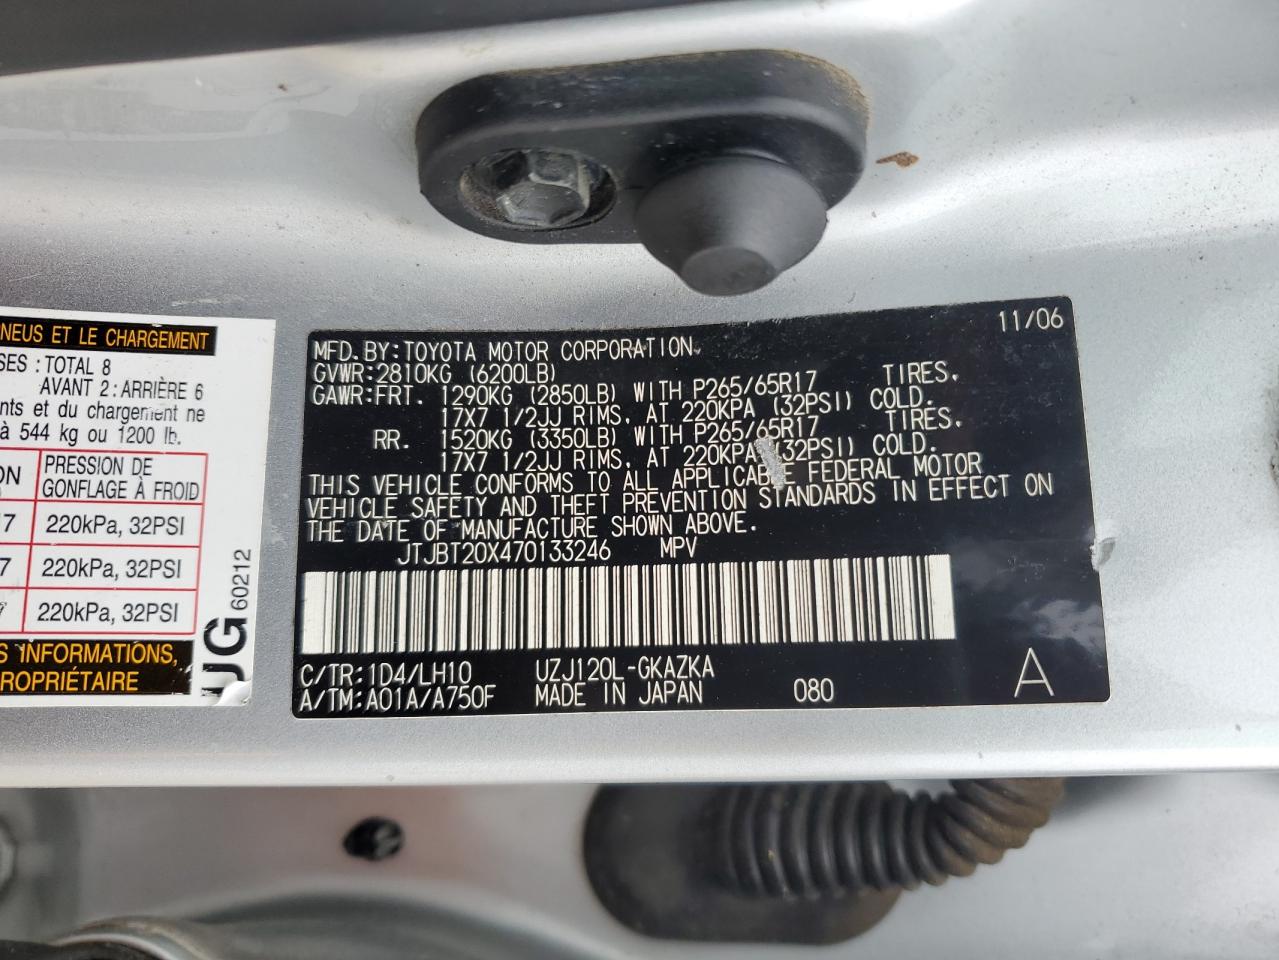 PNEUS ET LE CHARGEMENT
: TOTAL 8
AVANT 2 : ARRIÈRE 6
et du chargement ne
à 544 kg ou 1200 lb.
PRESSION DE
GONFLAGE À FROID
220kPa, 32PSI
220kPa, 32PSI
220kPa, 32PSI
INFORMATIONS,
60212
11/06
MFD. BY: TOYOTA MOTOR CORPORATION.
GVWR: 2810KG (6200LB)
GAWR: FRT. 1290KG (2850LB) WITH P265/65R17 TIRES.
17X7 1/2JJ RIMS, AT 220KPA (32PSI) COLD.
RR. 1520KG (3350LB) WITH P265/65R17 TIRES.
17X7 1/2JJ RIMS, AT 220KPA (32PSI) COLD.
THIS VEHICLE CONFORMS TO ALL APPLICABLE FEDERAL MOTOR
VEHICLE SAFETY AND THEFT PREVENTION STANDARDS IN EFFECT ON
THE DATE OF MANUFACTURE SHOWN ABOVE.
JTJBT20X470133246 MPV
C/TR: 1D4/LH10 UZJ120L-GKAZKA
A/TM: A01A/A750F MADE IN JAPAN 080 A